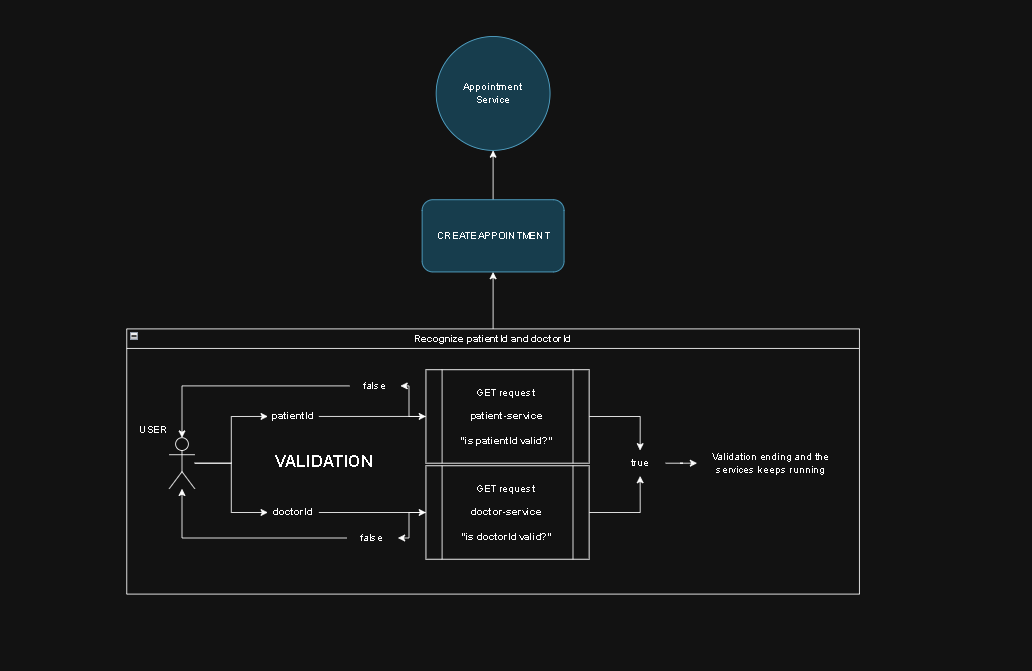 Appointment
Service
CREATE APPOINTMENT
Recognize patientId and doctorId
false
GET request
patientId
patient-service
USER
"is patientId valid?"
VALIDATION
true
Validation ending and the
services keeps running
GET request
doctorId
doctor-service
false
"is doctorId valid?"